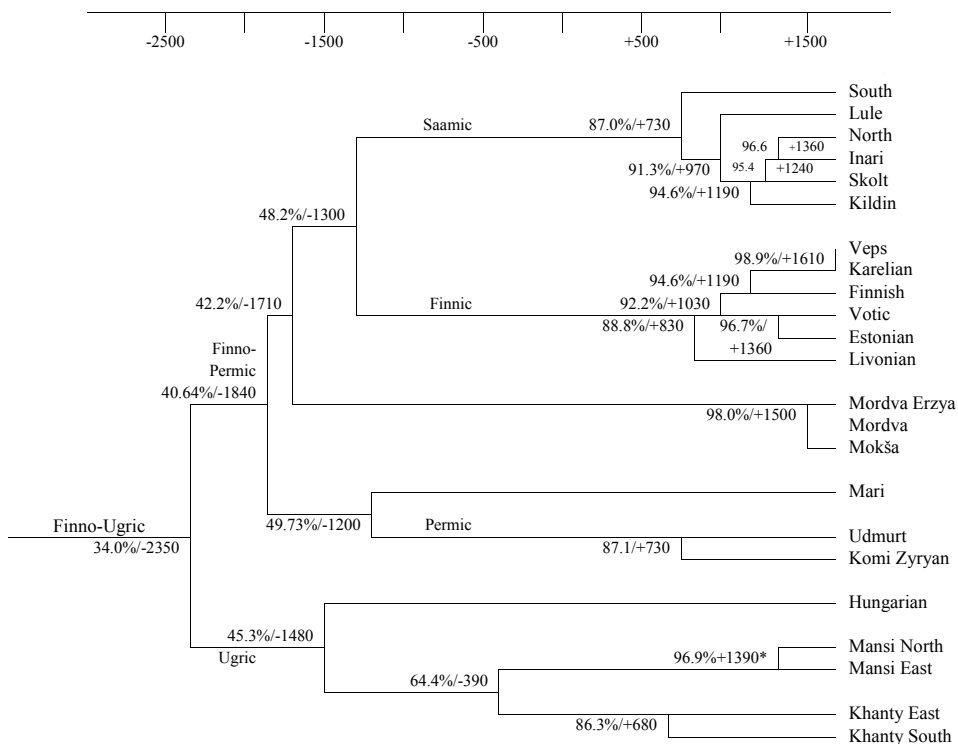 -2500 -1500 -500 +500 +1500
South
Lule
Saamic 87.0%/+730
North
96.6 +1360
Inari
91.3%/+970 95.4 +1240
Skolt
94.6%/+1190
Kildin
48.2%/-1300
Veps
98.9%/+1610
Karelian
94.6%/+1190
Finnish
42.2%/-1710 Finnic 92.2%/+1030
Votic
88.8%/+830 96.7%/
Estonian
+1360
Livonian
Finno-
Permic
40.64%/-1840
Mordva Erzya
98.0%/+1500
Mordva
Mokša
Mari
49.73%/-1200 Permic
Finno-Ugric
Udmurt
34.0%/-2350 87.1/+730
Komi Zyryan
Hungarian
45.3%/-1480
Ugric
Mansi North
96.9%+1390*
Mansi East
64.4%/-390
Khanty East
86.3%/+680
Khanty South